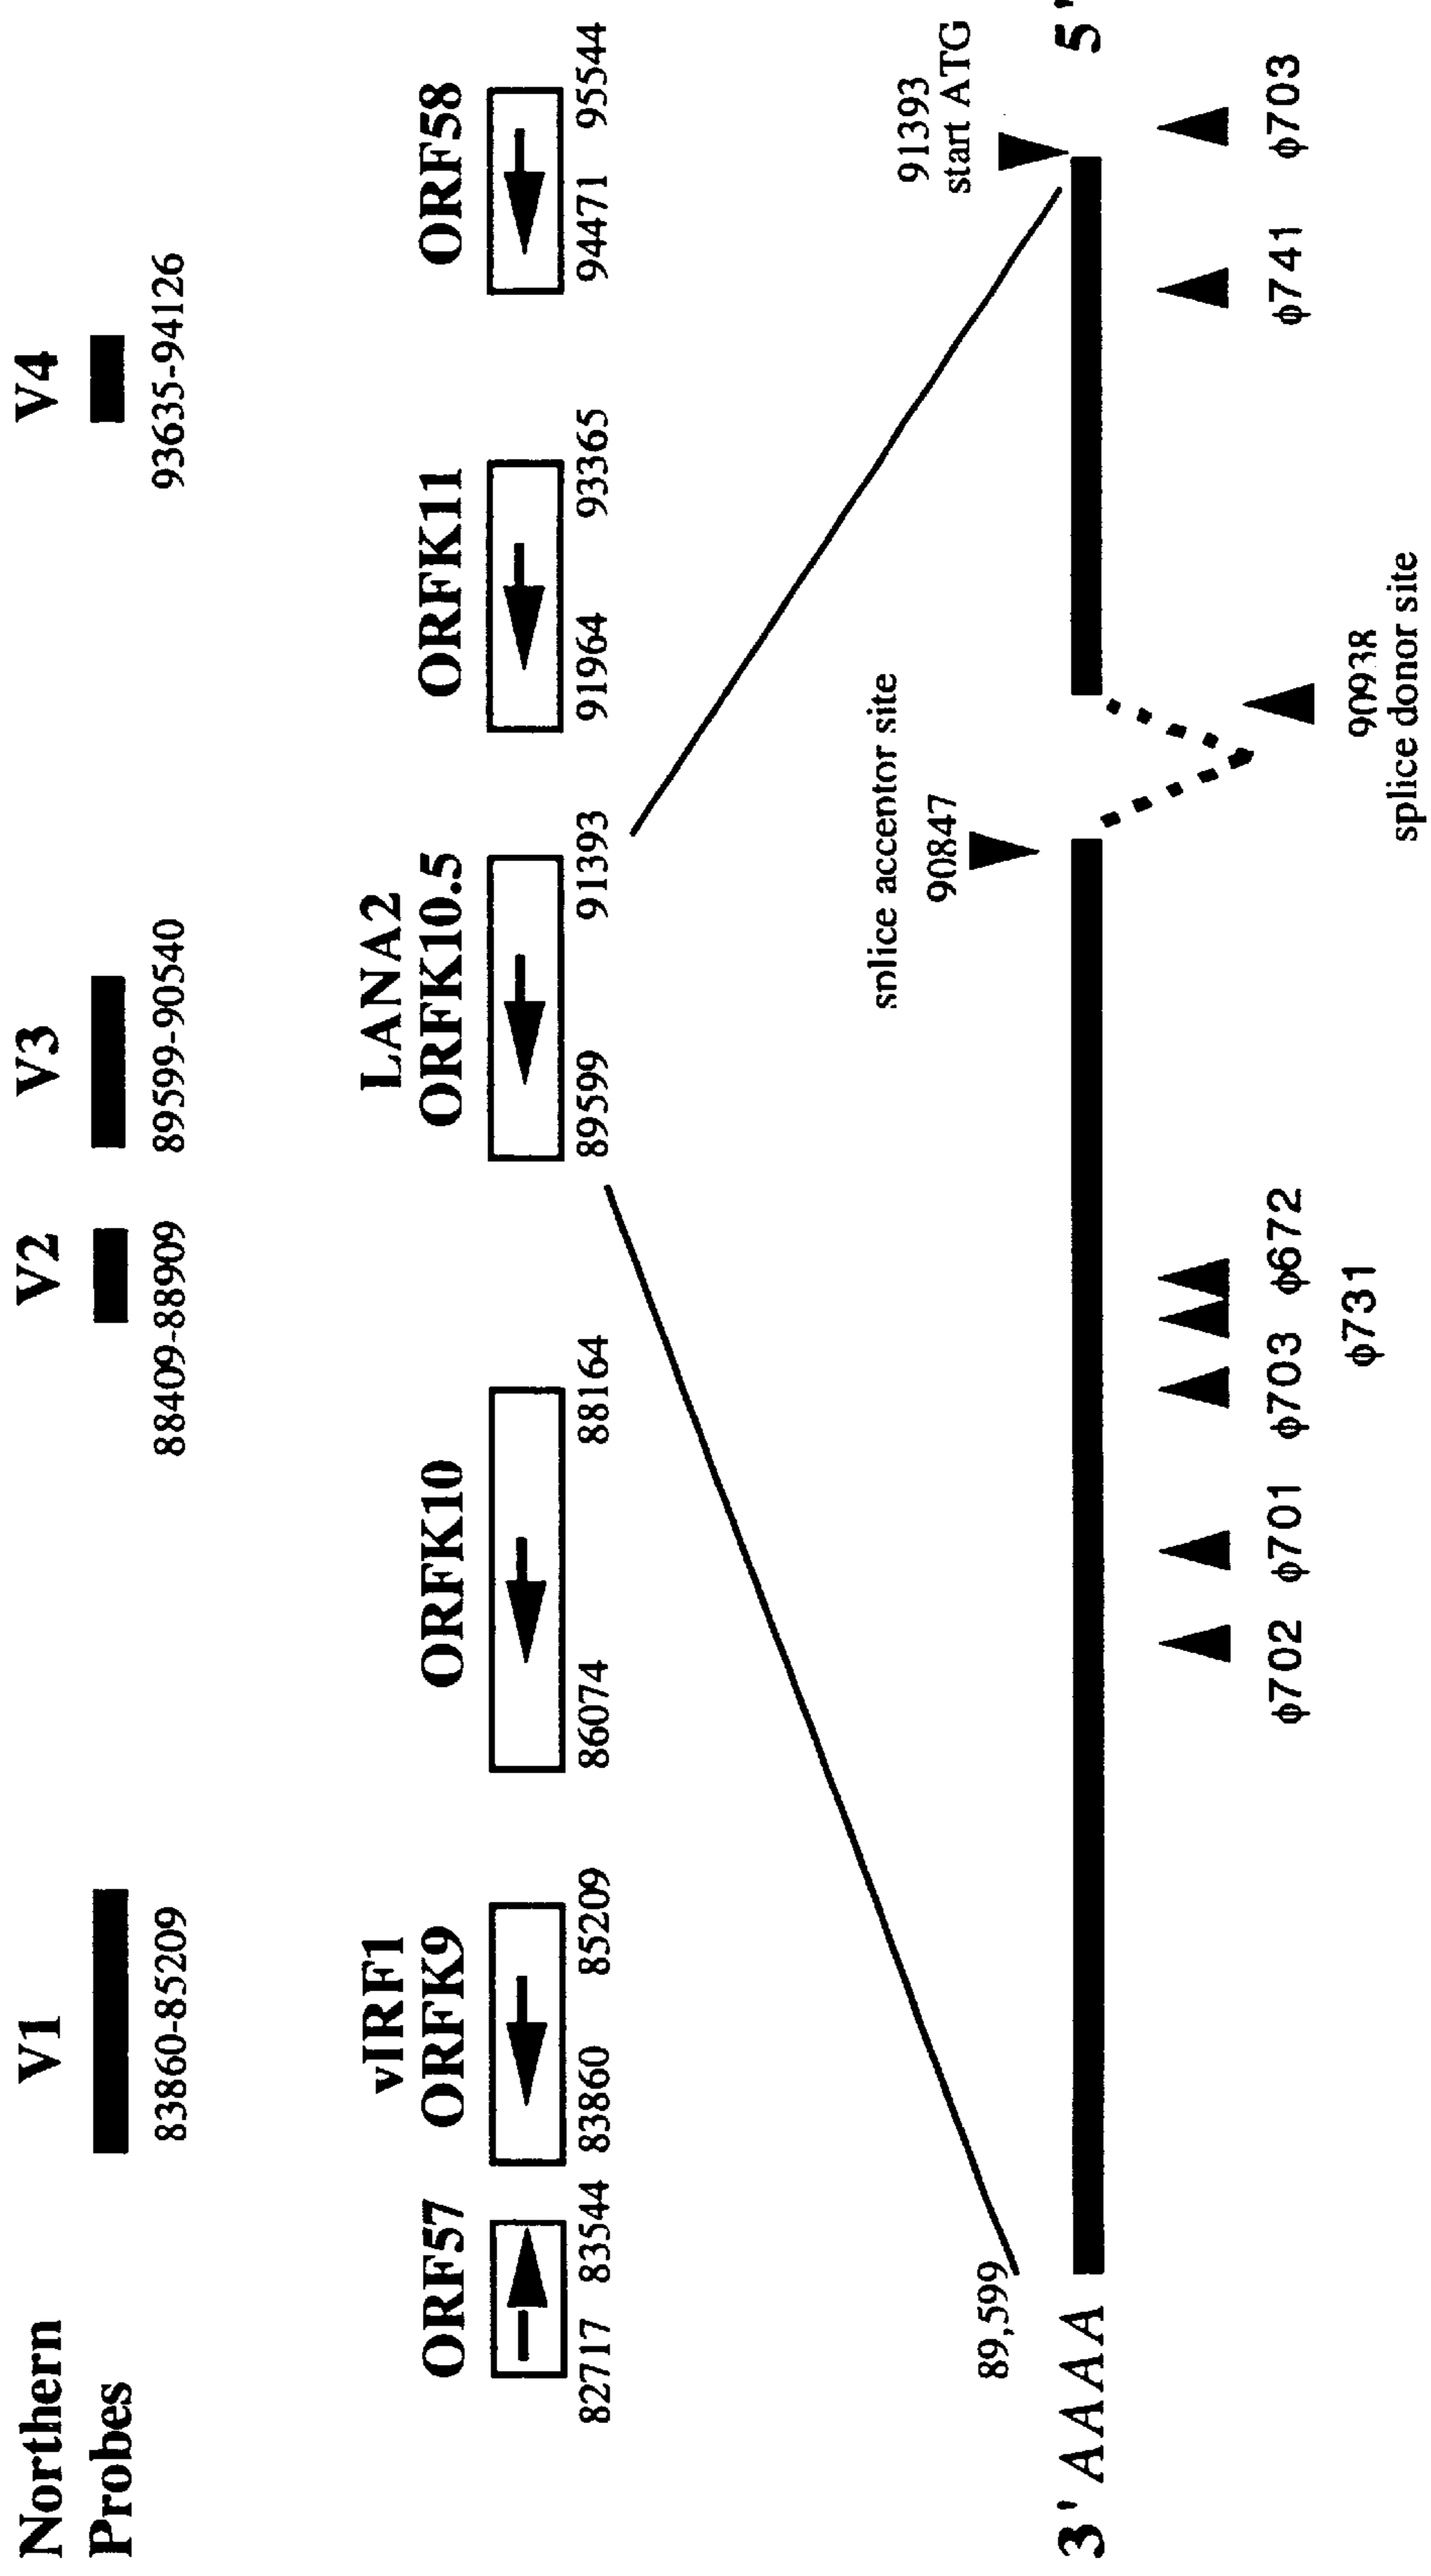 Northern
Probes
V1
V2
V3
V4
83860-85209
88409-88909
89599-90540
93635-94126
vIRF1
LANA2
ORF57
ORFK9
ORFK10
ORFK10.5
ORFK11
ORF58
82717 83544
83860 85209
86074 88164
89599 91393
91964 93365
94471 95544
89,599
splice acceptor site
90847
91393
start ATG
3' AAAA
5'
ϕ702 ϕ701 ϕ703 ϕ672
ϕ731
ϕ741 ϕ703
90938
splice donor site